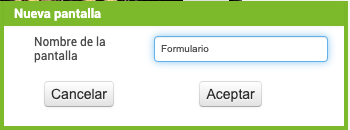 Nueva pantalla
Nombre de la
pantalla
Formulario
Cancelar
Aceptar